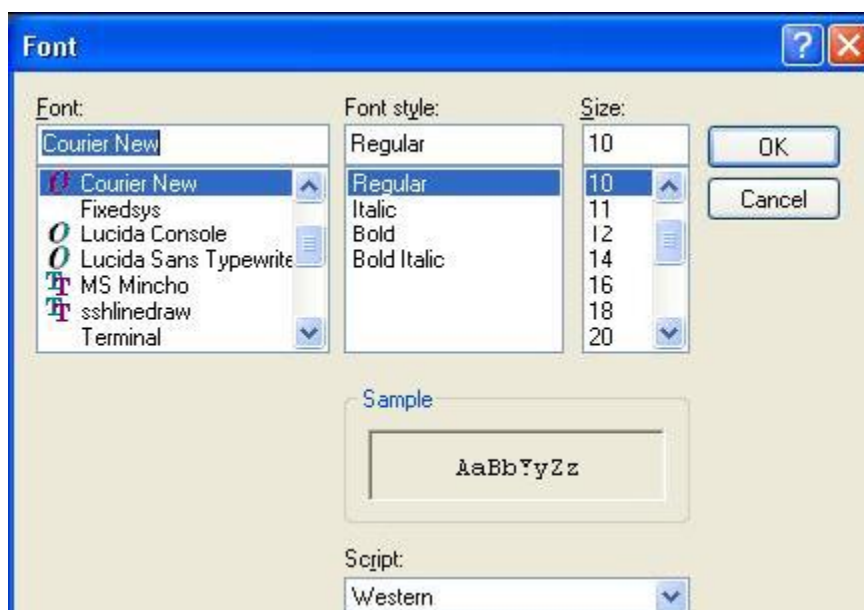 Font
Font: Font style: Size:
Courier New Regular 10
Courier New Regular 10
Fixedsys Italic 11
Lucida Console Bold 12
Lucida Sans Typewrite Bold Italic 14
MS Mincho 16
sshlinedraw 18
Terminal 20
OK
Cancel
Sample
AaBbYyZz
Script:
Western